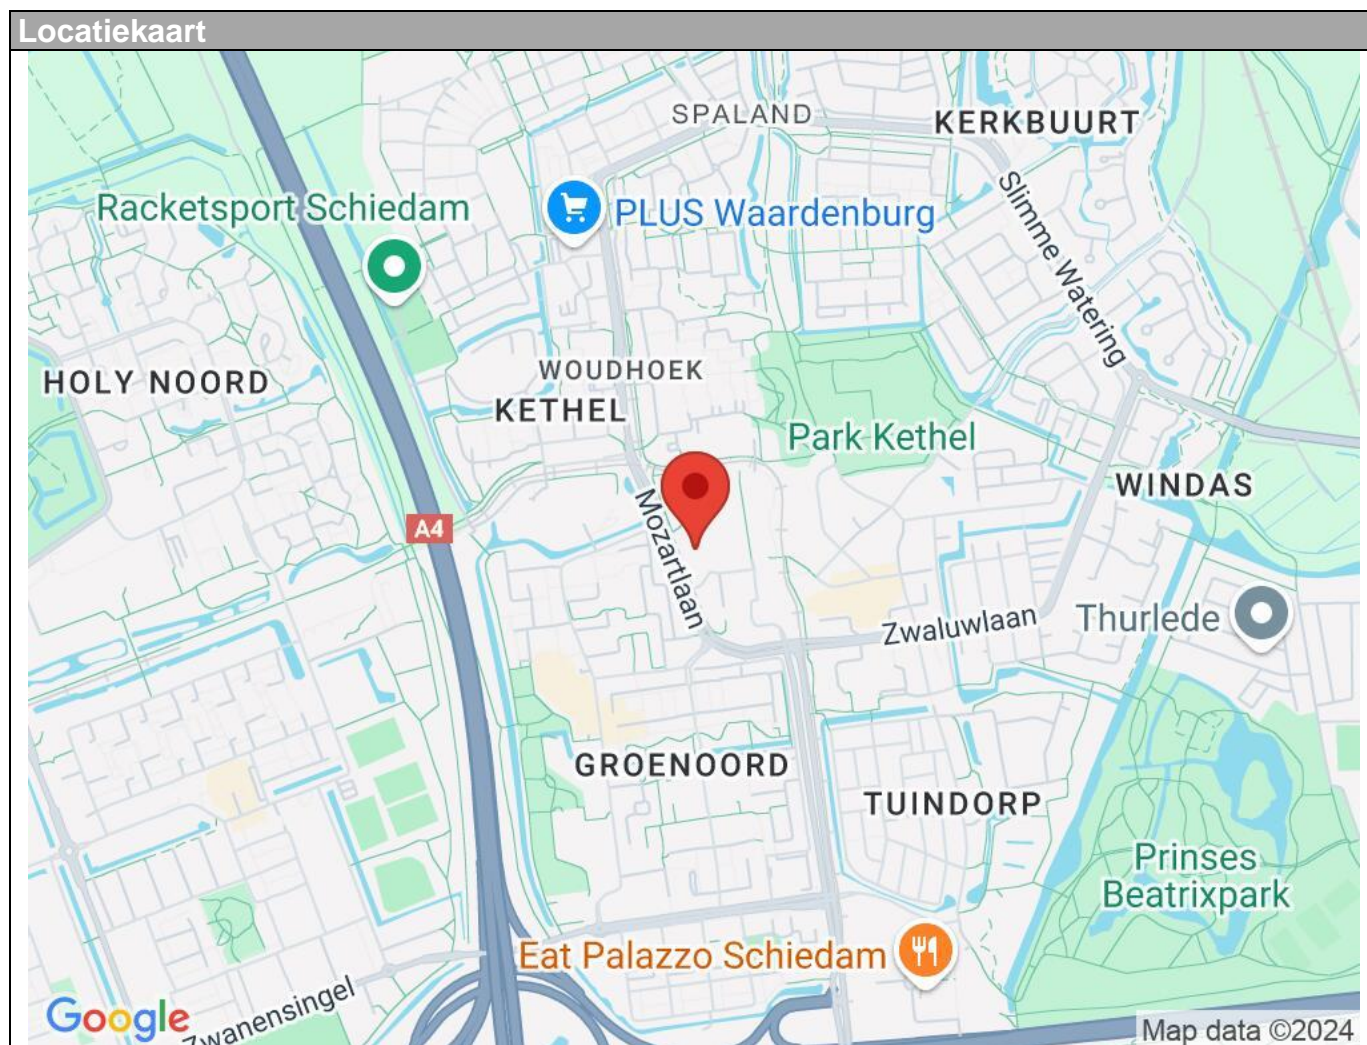 Locatiekaart
SPALAND
KERKBUURT
Racketsport Schiedam
PLUS Waardenburg
Slimme Watering
HOLY NOORD
WOUDHOEK
KETHEL
Park Kethel
WINDAS
A4
Mozartlaan
Zwaluwlaan
Thurlede
GROENOORD
TUINDORP
Prinses
Beatrixpark
Eat Palazzo Schiedam
Google
Zwanensingel
Map data ©2024